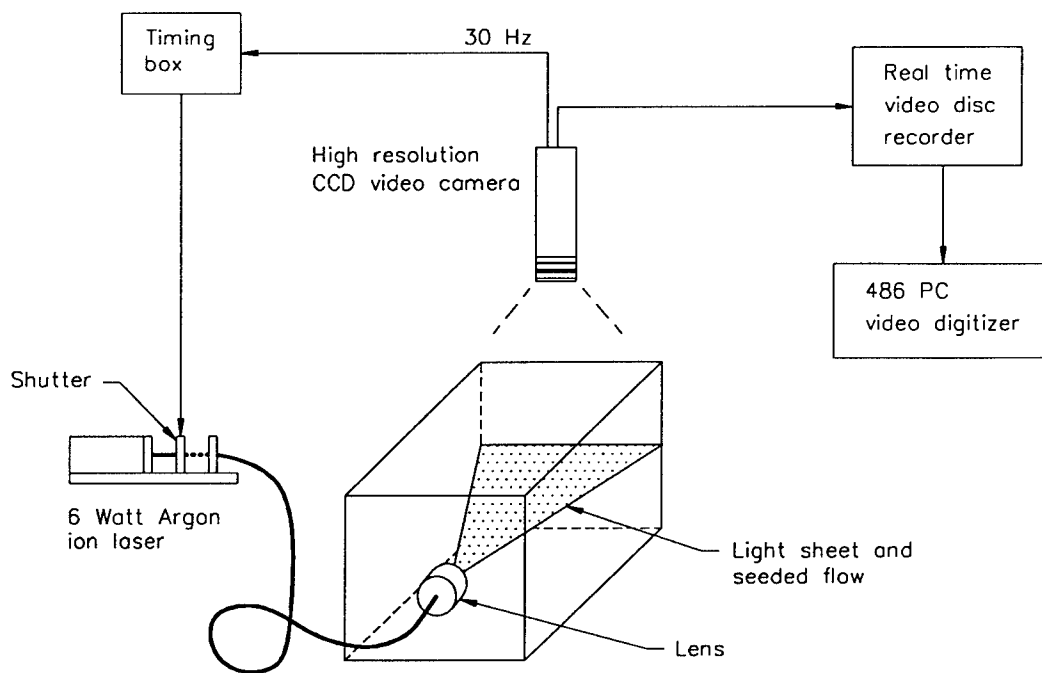 Timing
box
30 Hz
Real time
video disc
recorder
High resolution
CCD video camera
486 PC
video digitizer
Shutter
6 Watt Argon
ion laser
Light sheet and
seeded flow
Lens